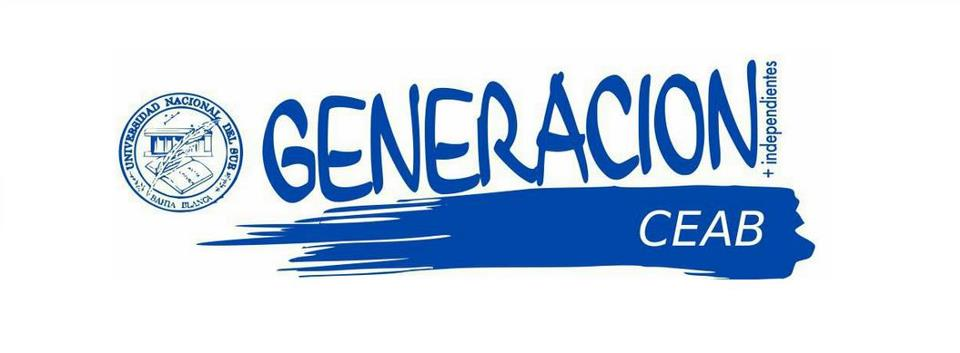 UNIVERSIDAD NACIONAL DEL SUR
BAHIA BLANCA
GENERACION
+ independientes
CEAB